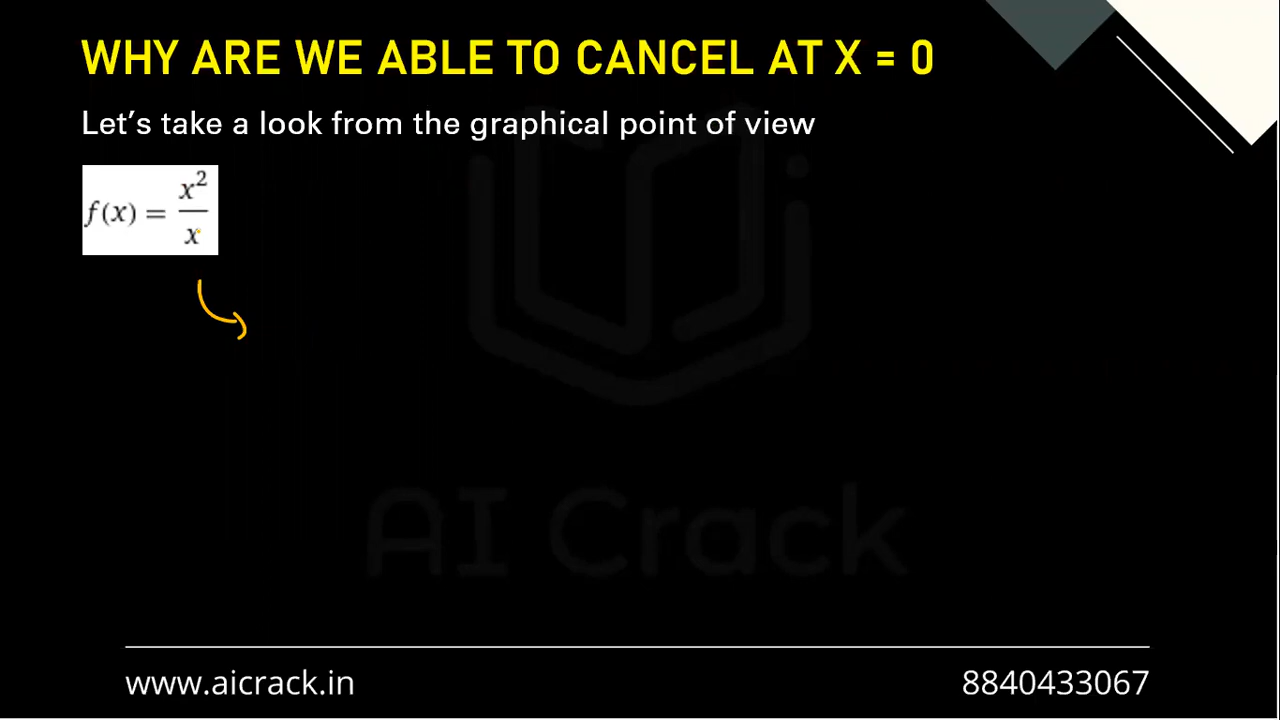 WHY ARE WE ABLE TO CANCEL AT X = 0
Let's take a look from the graphical point of view
f(x) = x²/x
AI Crack
www.aicrack.in 8840433067